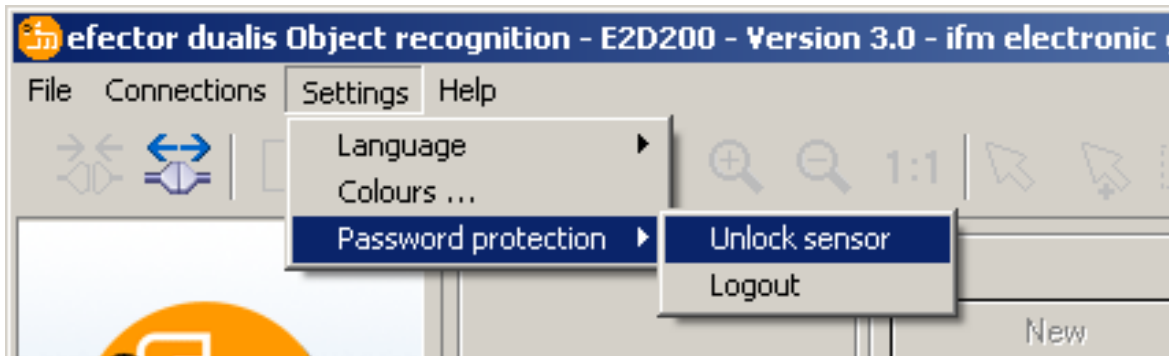 efector dualis Object recognition - E2D200 - Version 3.0 - ifm electronic
File Connections Settings Help
Language
Colours ...
1:1
Password protection
Unlock sensor
Logout
New